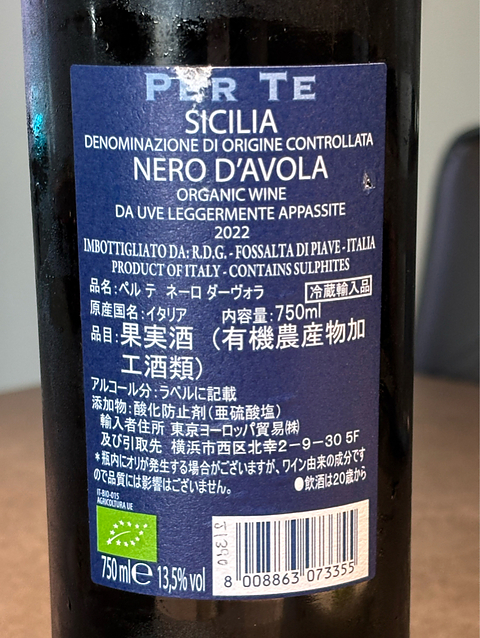 PER TE
SICILIA
DENOMINAZIONE DI ORIGINE CONTROLLATA
NERO D'AVOLA
ORGANIC WINE
DA UVE LEGGERMENTE APPASSITE
2022
IMBOTTIGLIATO DA: R.D.G. - FOSSALTA DI PIAVE - ITALIA
PRODUCT OF ITALY - CONTAINS SULPHITES
品名:ペル テ ネーロ ダーヴォラ 冷蔵輸入品
原産国名:イタリア 内容量:750ml
品目:果実酒(有機農産物加
工酒類)
アルコール分:ラベルに記載
添加物:酸化防止剤(亜硫酸塩)
輸入者住所 東京ヨーロッパ貿易㈱
及び引取先 横浜市西区北幸2-9-30 5F
*瓶内にオリが発生する場合がございますが、ワイン由来の成分です
ので品質には影響はございません。 ●飲酒は20歳から
IT-BIO-015
AGRICOLTURA UE
750 ml e 13,5% vol
8 008863 073355